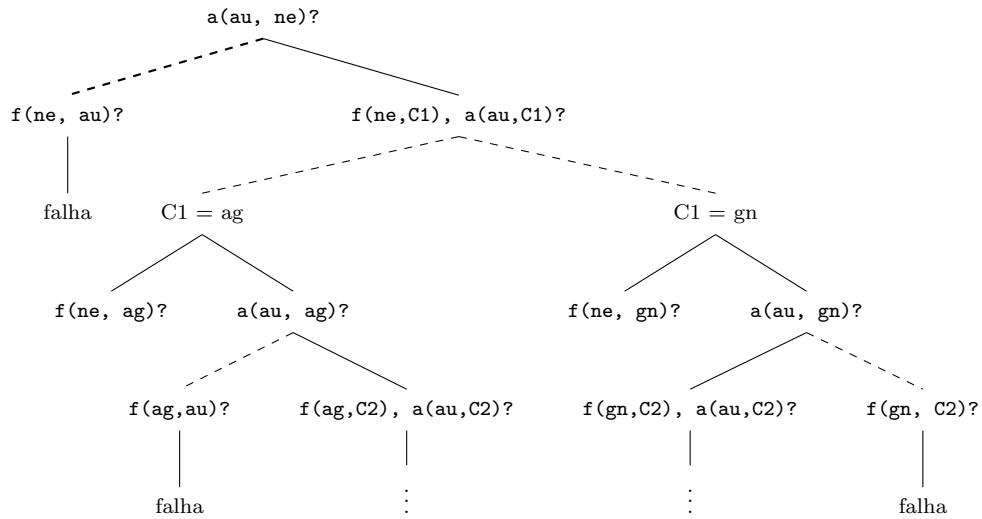 a(au, ne)?
f(ne, au)?
f(ne,C1), a(au,C1)?
falha
C1 = ag
C1 = gn
f(ne, ag)?
a(au, ag)?
f(ne, gn)?
a(au, gn)?
f(ag,au)?
f(ag,C2), a(au,C2)?
f(gn,C2), a(au,C2)?
f(gn, C2)?
falha
⋮
⋮
falha